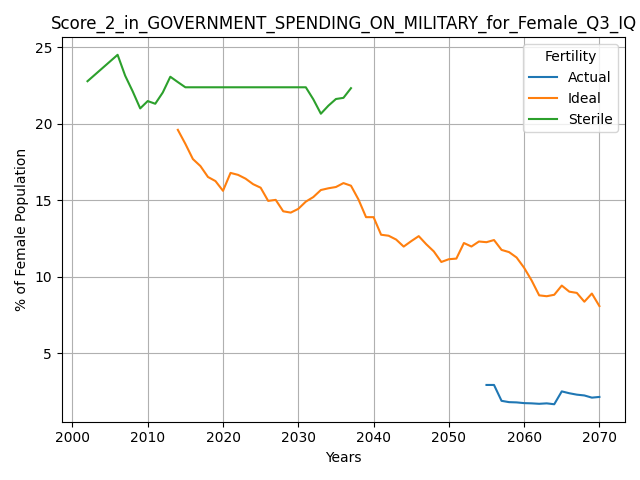 Score_2_in_GOVERNMENT_SPENDING_ON_MILITARY_for_Female_Q3_IQ
Fertility
Actual
Ideal
Sterile
% of Female Population
25
20
15
10
5
2000 2010 2020 2030 2040 2050 2060 2070
Years